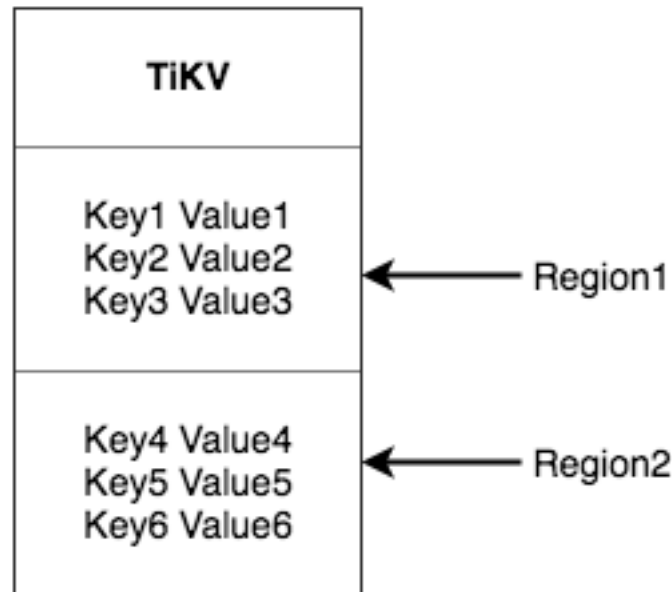 TiKV
Key1 Value1
Key2 Value2
Key3 Value3
Region1
Key4 Value4
Key5 Value5
Key6 Value6
Region2